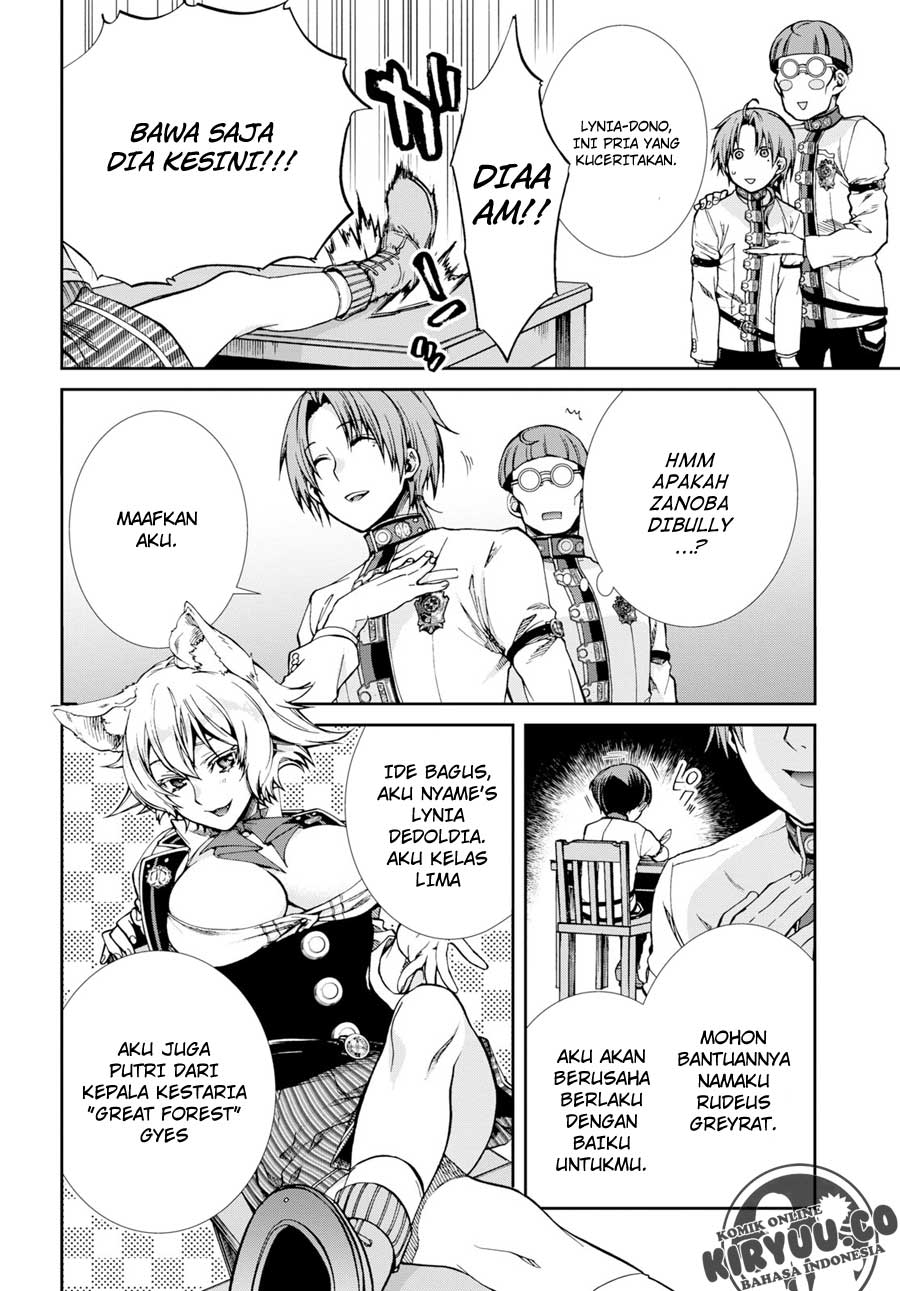 LYNIA-DONO,
INI PRIA YANG
KUCERITAKAN.
DIAA
AM!!
BAWA SAJA
DIA KESINI!!!
HMM
APAKAH
ZANOBA
DIBULLY
...?
MAAFKAN
AKU.
MOHON
BANTUANNYA
NAMAKU
RUDEUS
GREYRAT.
AKU AKAN
BERUSAHA
BERLAKU
DENGAN
BAIK
UNTUKMU.
IDE BAGUS,
AKU NYAME'S
LYNIA
DEDOLDIA.
AKU KELAS
LIMA
AKU JUGA
PUTRI DARI
KEPALA KESTARIA
"GREAT FOREST"
GYES
KOMIK ONLINE
KIRYUU.CO
BAHASA INDONESIA